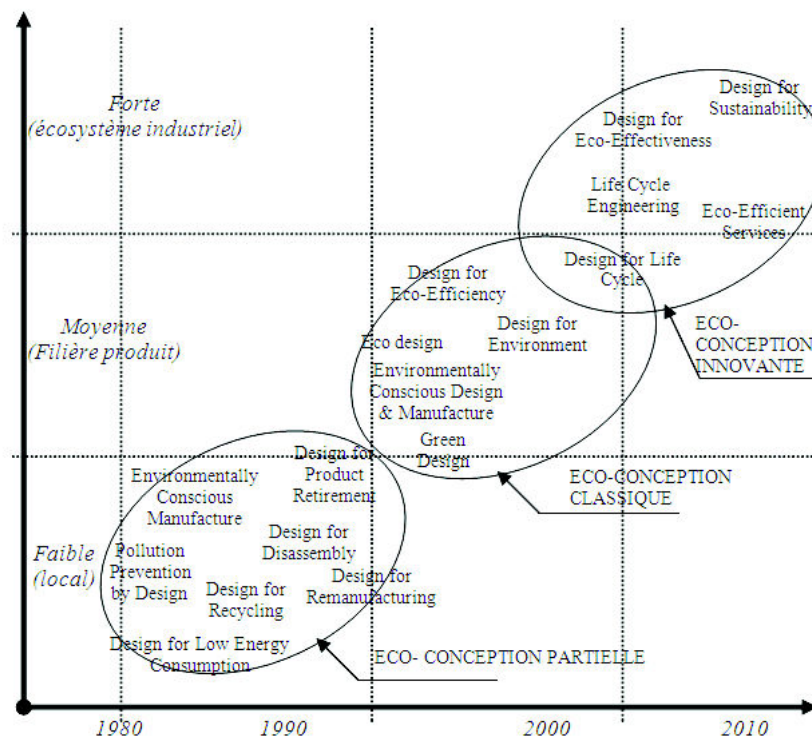 Forte
(écosystème industriel)
Design for
Sustainability
Design for
Eco-Effectiveness
Life Cycle
Engineering
Eco-Efficient
Services
Design for Life
Cycle
Moyenne
(Filière produit)
Design for
Eco-Efficiency
Eco design
Design for
Environment
Environmentally
Conscious Design
& Manufacture
Green
Design
ECO-
CONCEPTION
INNOVANTE
ECO-CONCEPTION
CLASSIQUE
Faible
(local)
Environmentally
Conscious
Manufacture
Design for
Product
Retirement
Pollution
Prevention
by Design
Design for
Disassembly
Design for
Recycling
Design for
Remanufacturing
Design for Low Energy
Consumption
ECO- CONCEPTION PARTIELLE
1980 1990 2000 2010